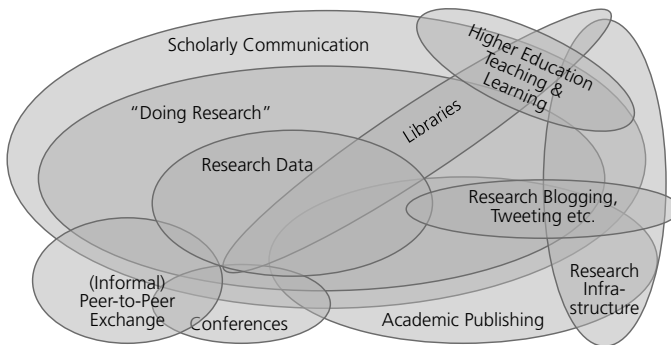 Scholarly Communication
Higher Education
Teaching &
Learning
“Doing Research”
Libraries
Research Data
Research Blogging,
Tweeting etc.
(Informal)
Peer-to-Peer
Exchange
Conferences
Academic Publishing
Research
Infra-
structure